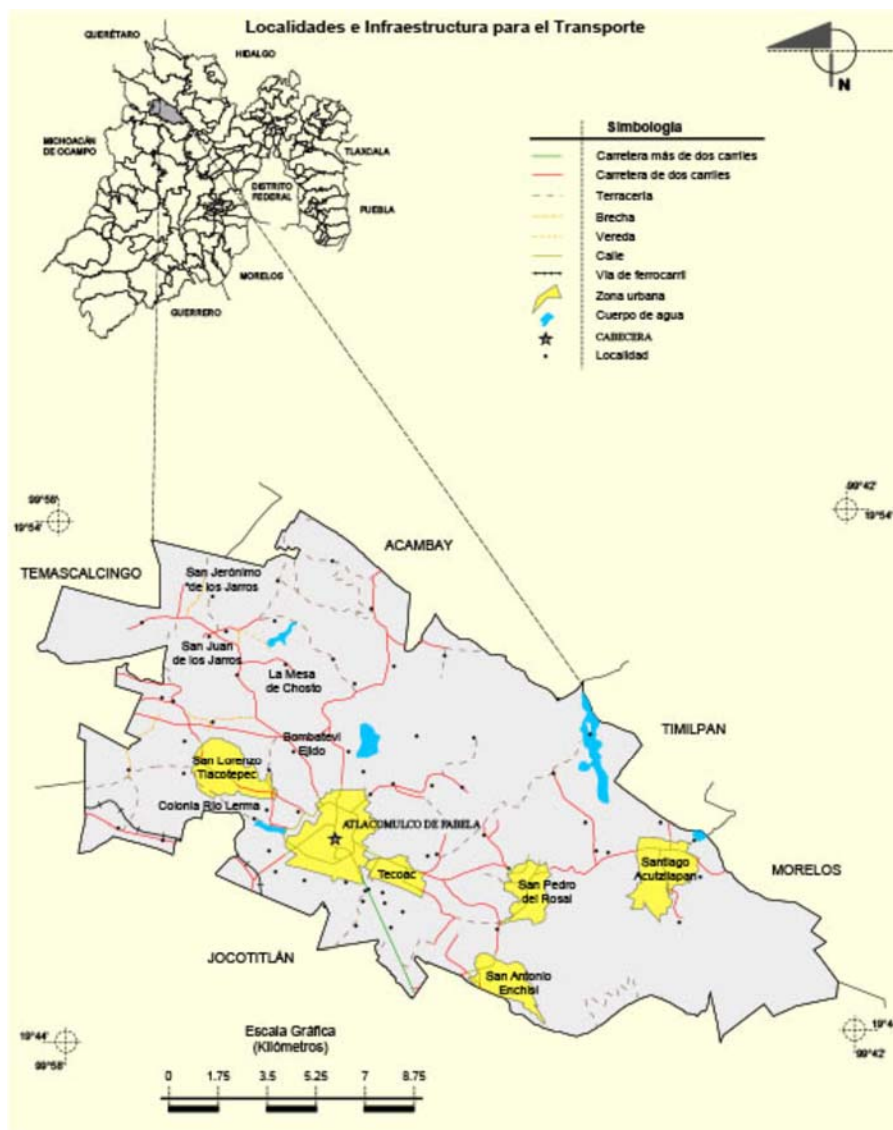 Localidades e Infraestructura para el Transporte
QUERÉTARO
HIDALGO
MICHOACÁN
DE OCAMPO
TLAXCALA
DISTRITO
FEDERAL
PUEBLA
MORELOS
GUERRERO
N
Simbología
Carretera más de dos carriles
Carretera de dos carriles
Terracería
Brecha
Vereda
Calle
Vía de ferrocarril
Zona urbana
Cuerpo de agua
CABECERA
Localidad
99°58'
19°54'
99°42'
19°54'
ACAMBAY
TEMASCALCINGO
San Jerónimo
de los Jarros
San Juan
de los Jarros
La Mesa
de Chosto
TIMILPAN
Bombatevi
Ejido
San Lorenzo
Tlacotepec
Colonia Río Lerma
ATLACOMULCO DE FABELA
Tecoac
San Pedro
del Rosal
Santiago
Acutzilapan
MORELOS
JOCOTITLÁN
San Antonio
Enchisi
19°44'
99°58'
19°4
99°42'
Escala Gráfica
(Kilómetros)
0 1.75 3.5 5.25 7 8.75